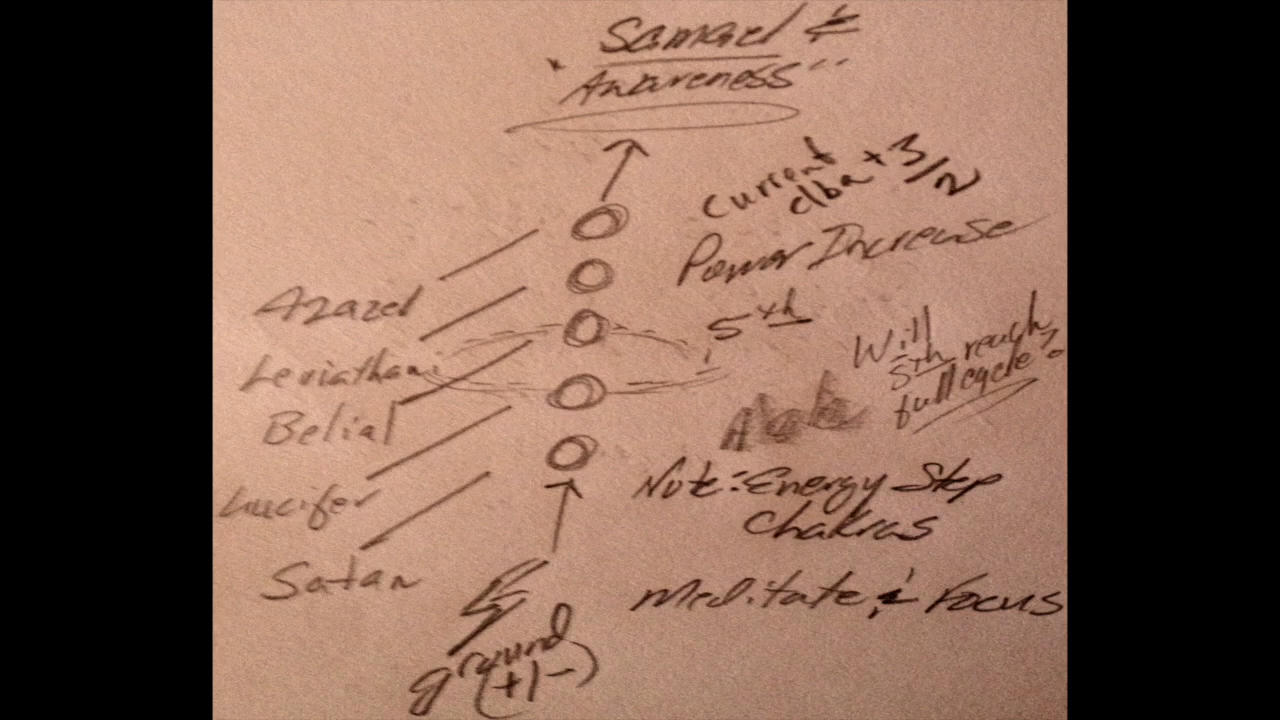 Samael &
"Awareness"
Current
dba + 3/2
Power Increase
5th
Azazel
Leviathan
Belial
Lucifer
Satan
Will
5th reach
full cycle?
Note: Energy Step
Chakras
Meditate & Focus
ground
(+/-)